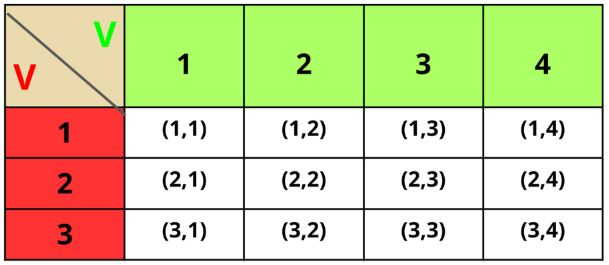 V
V 1 2 3 4
1 (1,1) (1,2) (1,3) (1,4)
2 (2,1) (2,2) (2,3) (2,4)
3 (3,1) (3,2) (3,3) (3,4)